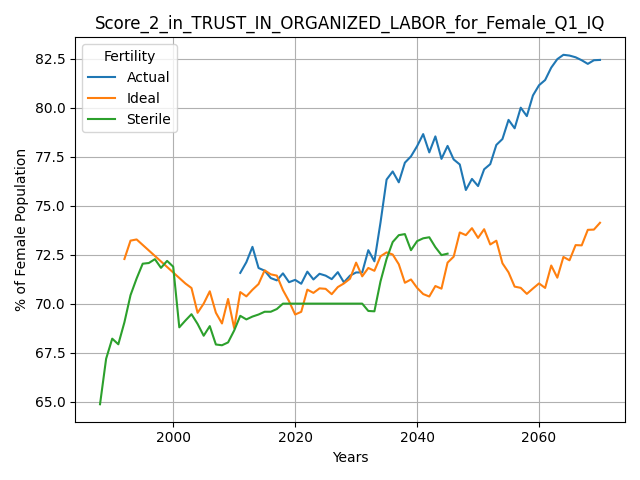 Score_2_in_TRUST_IN_ORGANIZED_LABOR_for_Female_Q1_IQ
Fertility
Actual
Ideal
Sterile
% of Female Population
82.5
80.0
77.5
75.0
72.5
70.0
67.5
65.0
2000
2020
2040
2060
Years